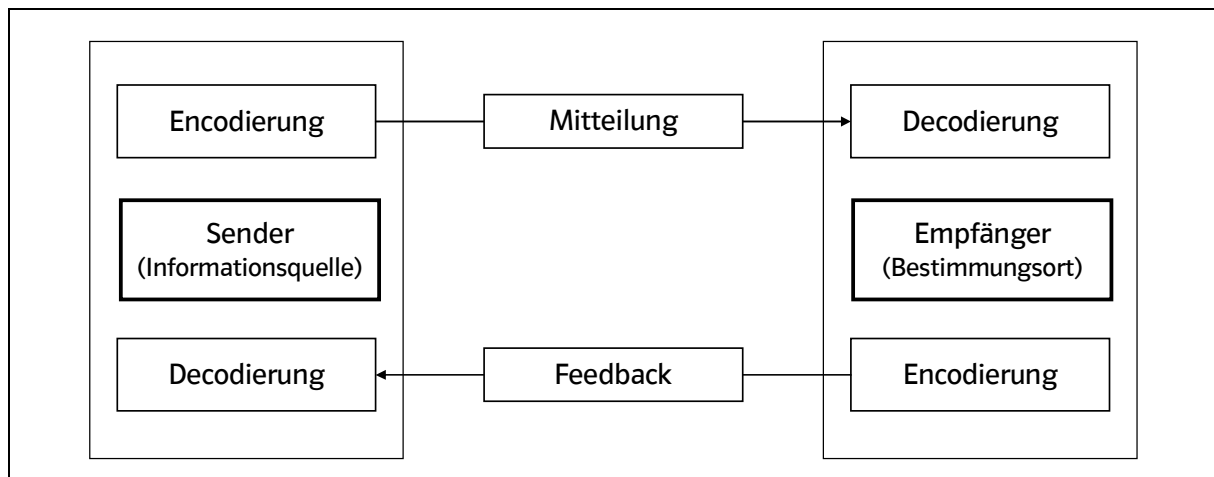 Encodierung
Mitteilung
Decodierung
Sender
(Informationsquelle)
Empfänger
(Bestimmungsort)
Decodierung
Feedback
Encodierung